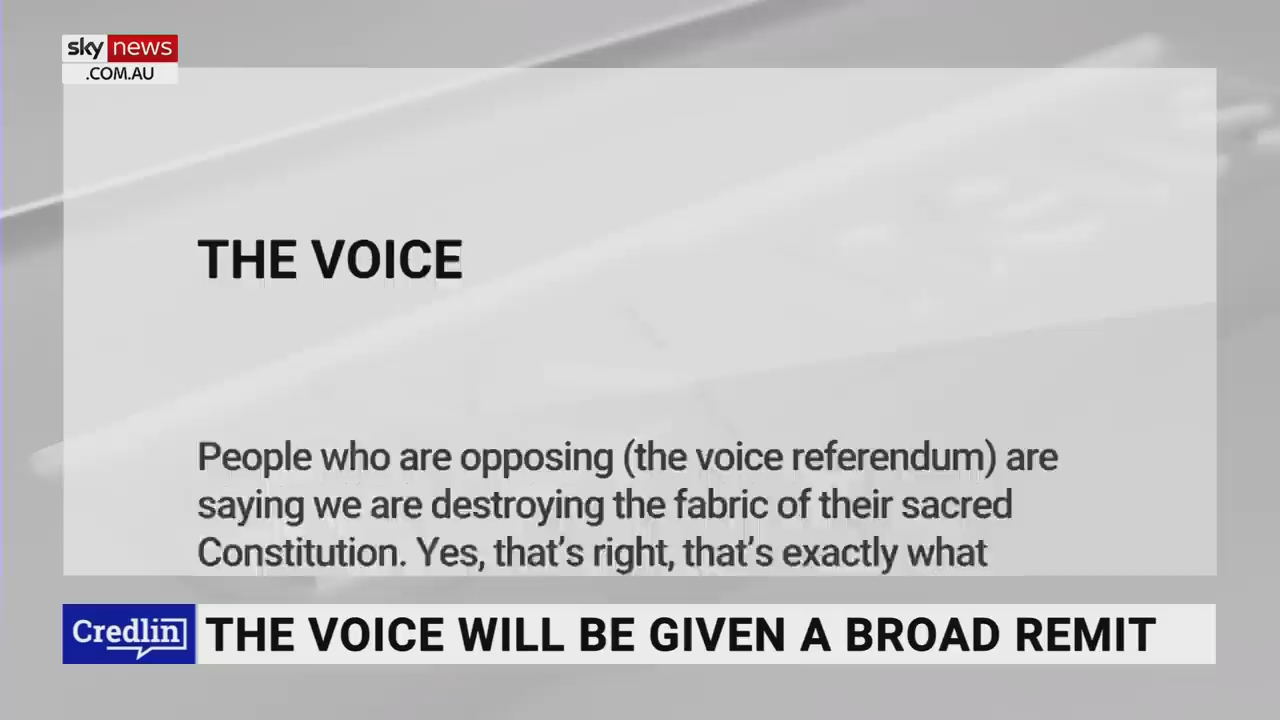 sky news
.COM.AU
THE VOICE
People who are opposing (the voice referendum) are
saying we are destroying the fabric of their sacred
Constitution. Yes, that's right, that's exactly what
Credlin
THE VOICE WILL BE GIVEN A BROAD REMIT